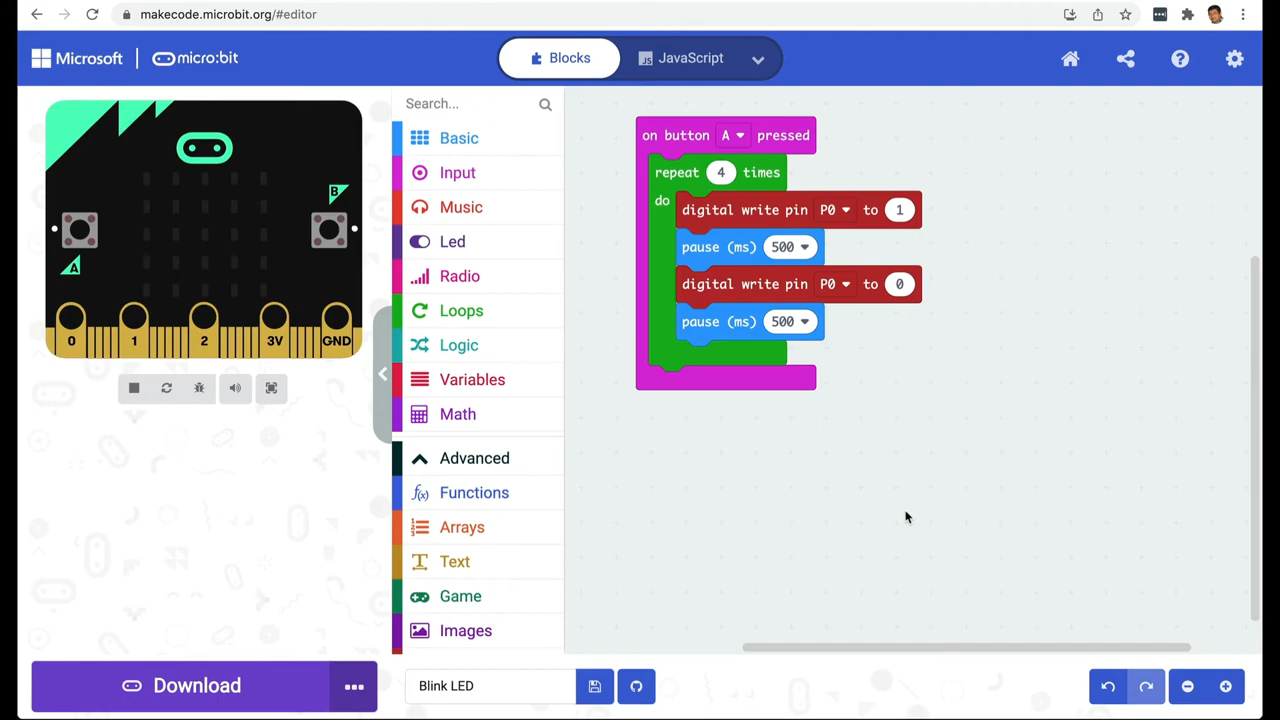 makecode.microbit.org/#editor
Microsoft
micro:bit
Blocks
JavaScript
JS
B
A
0
1
2
3V
GND
Search...
Basic
Input
Music
Led
Radio
Loops
Logic
Variables
Math
Advanced
f(x) Functions
Arrays
Text
Game
Images
on button A pressed
repeat 4 times
do
digital write pin P0 to 1
pause (ms) 500
digital write pin P0 to 0
pause (ms) 500
Download
Blink LED